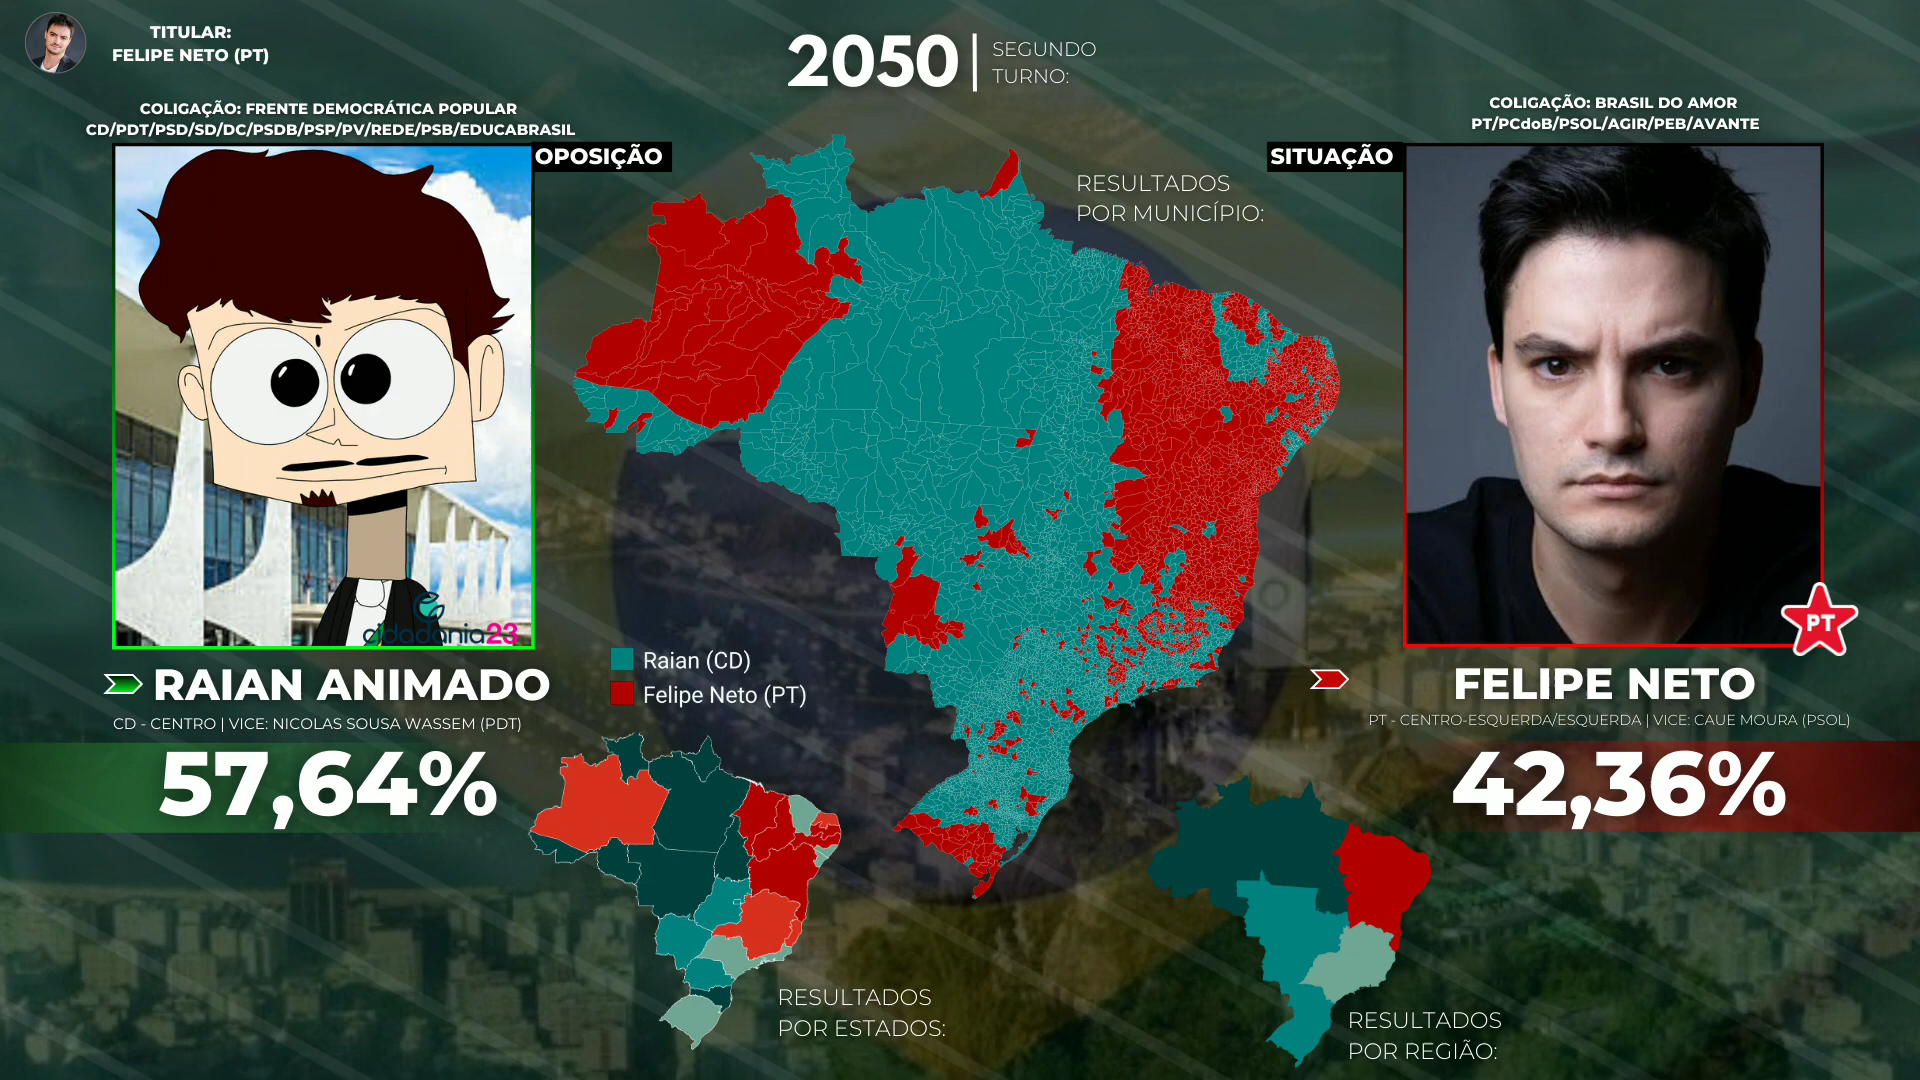 TITULAR:
FELIPE NETO (PT)
2050
SEGUNDO
TURNO:
COLIGAÇÃO: FRENTE DEMOCRÁTICA POPULAR
CD/PDT/PSD/SD/DC/PSDB/PSP/PV/REDE/PSB/EDUCABRASIL
COLIGAÇÃO: BRASIL DO AMOR
PT/PCdoB/PSOL/AGIR/PEB/AVANTE
OPOSIÇÃO
SITUAÇÃO
RESULTADOS
POR MUNICÍPIO:
cidadania23
PT
Raian (CD)
Felipe Neto (PT)
RAIAN ANIMADO
CD - CENTRO | VICE: NICOLAS SOUSA WASSEM (PDT)
57,64%
FELIPE NETO
PT - CENTRO-ESQUERDA/ESQUERDA | VICE: CAUE MOURA (PSOL)
42,36%
RESULTADOS
POR ESTADOS:
RESULTADOS
POR REGIÃO: